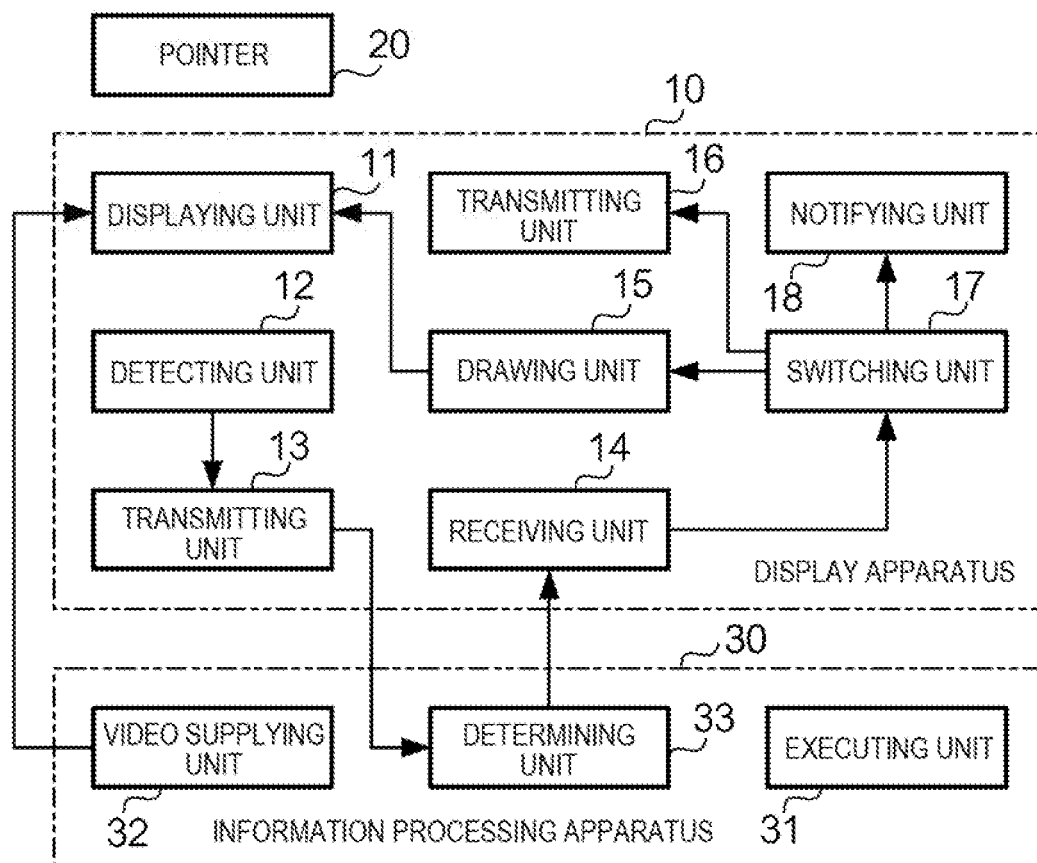 POINTER
20
10
11
DISPLAYING UNIT
16
TRANSMITTING
UNIT
NOTIFYING UNIT
18
12
DETECTING UNIT
15
DRAWING UNIT
17
SWITCHING UNIT
13
TRANSMITTING
UNIT
14
RECEIVING UNIT
DISPLAY APPARATUS
30
VIDEO SUPPLYING
UNIT
32
DETERMINING
UNIT
33
EXECUTING UNIT
31
INFORMATION PROCESSING APPARATUS